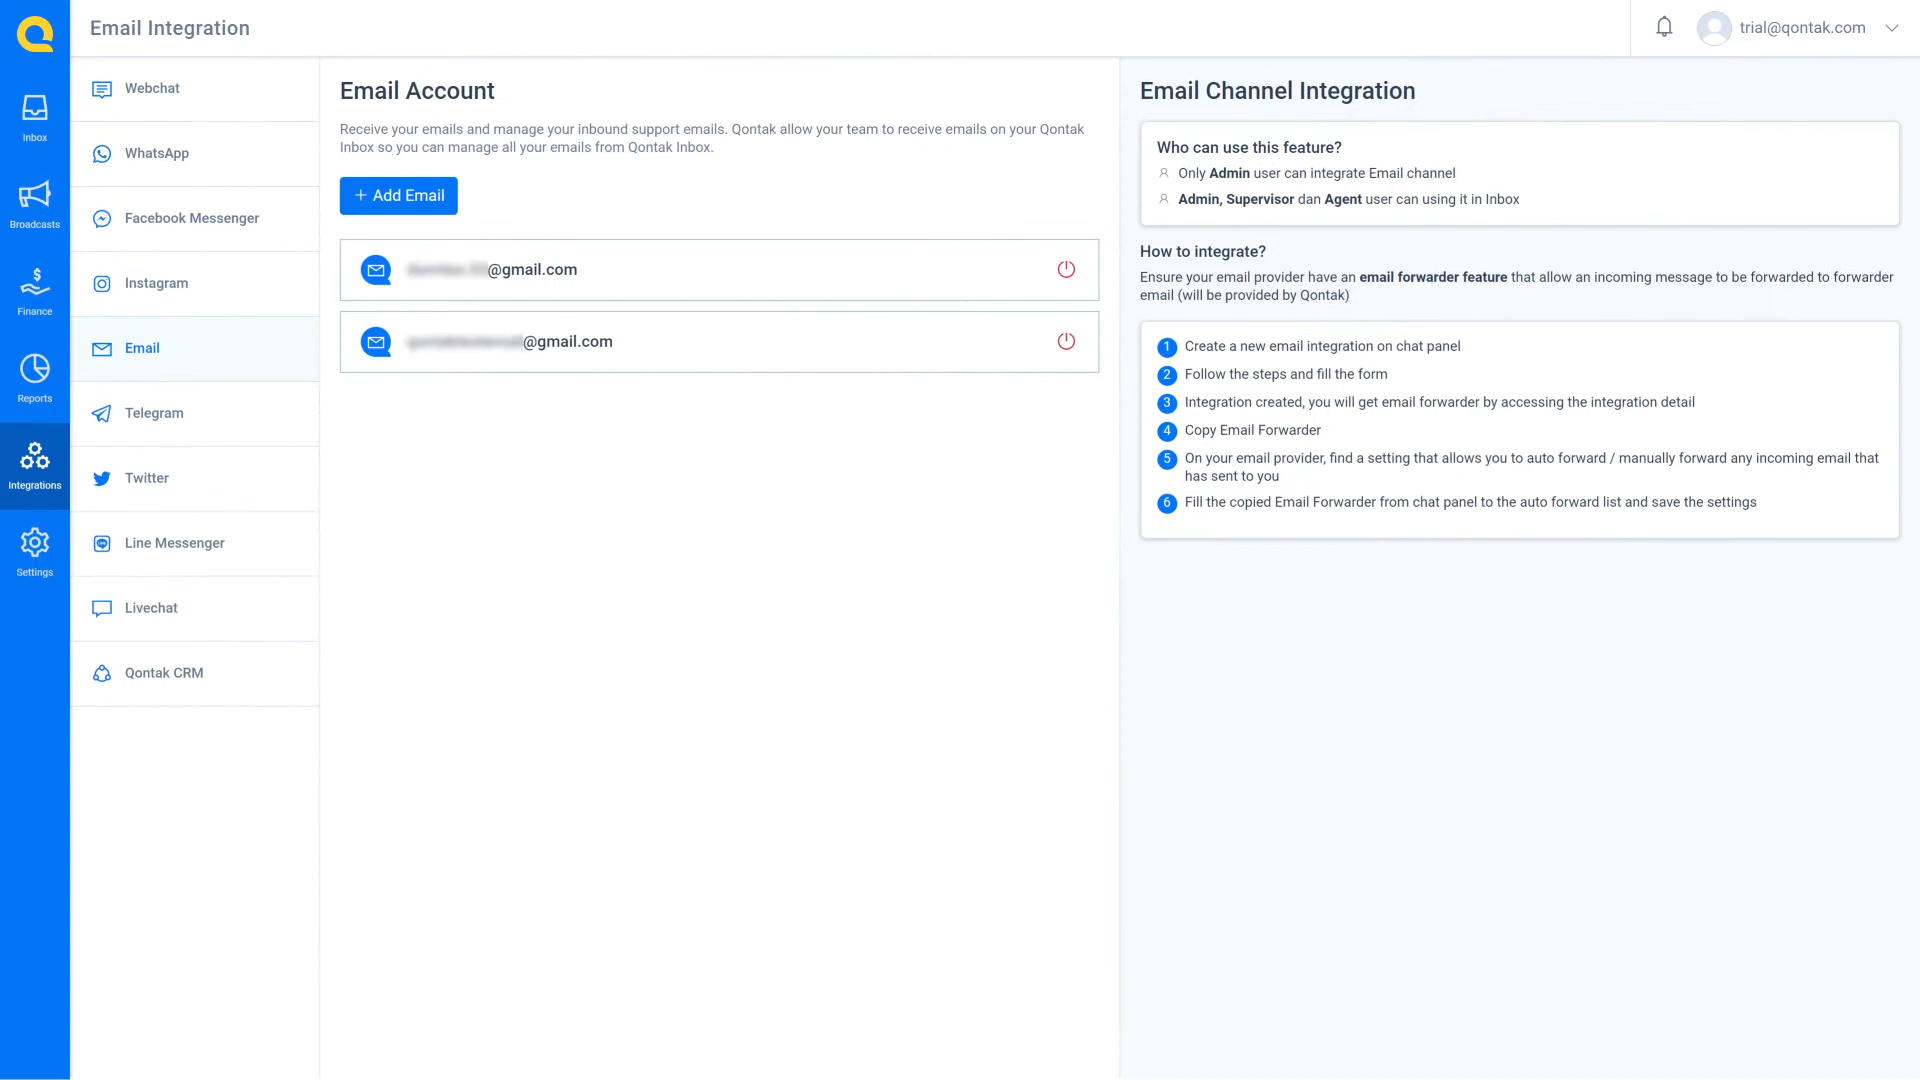 Email Integration
trial@qontak.com
Inbox
Broadcasts
Finance
Reports
Integrations
Settings
Webchat
WhatsApp
Facebook Messenger
Instagram
Email
Telegram
Twitter
Line Messenger
Livechat
Qontak CRM
Email Account
Receive your emails and manage your inbound support emails. Qontak allow your team to receive emails on your Qontak
Inbox so you can manage all your emails from Qontak Inbox.
+ Add Email
@gmail.com
@gmail.com
Email Channel Integration
Who can use this feature?
Only Admin user can integrate Email channel
Admin, Supervisor dan Agent user can using it in Inbox
How to integrate?
Ensure your email provider have an email forwarder feature that allow an incoming message to be forwarded to forwarder
email (will be provided by Qontak)
1 Create a new email integration on chat panel
2 Follow the steps and fill the form
3 Integration created, you will get email forwarder by accessing the integration detail
4 Copy Email Forwarder
5 On your email provider, find a setting that allows you to auto forward / manually forward any incoming email that
has sent to you
6 Fill the copied Email Forwarder from chat panel to the auto forward list and save the settings